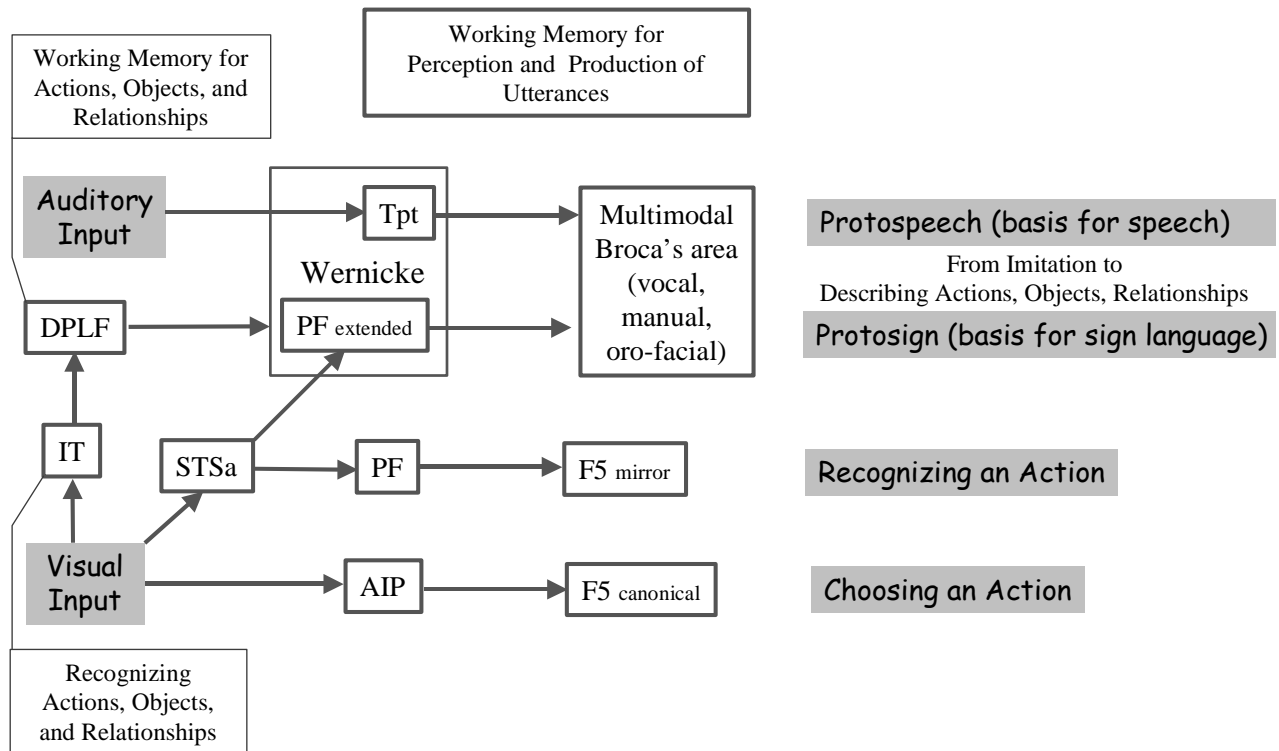 Working Memory for
Actions, Objects, and
Relationships
Working Memory for
Perception and Production of
Utterances
Auditory
Input
Tpt
Wernicke
Multimodal
Broca's area
(vocal,
manual,
oro-facial)
Protospeech (basis for speech)
From Imitation to
Describing Actions, Objects, Relationships
Protosign (basis for sign language)
DPLF
PF extended
IT
STSa
PF
F5 mirror
Recognizing an Action
Visual
Input
AIP
F5 canonical
Choosing an Action
Recognizing
Actions, Objects,
and Relationships